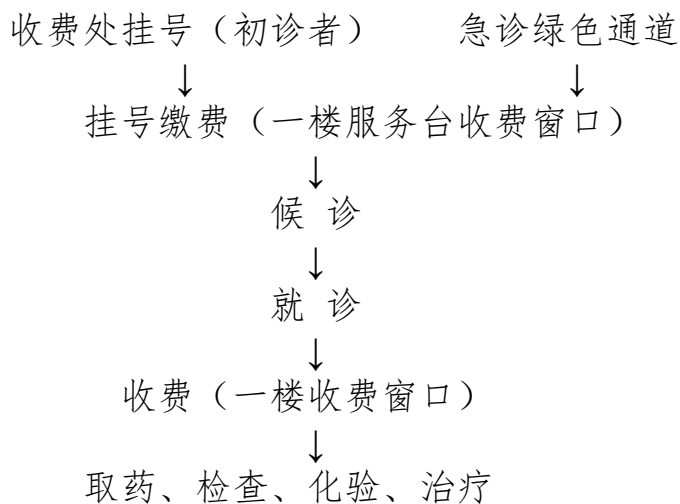 收费处挂号（初诊者） 急诊绿色通道
↓ ↓
挂号缴费（一楼服务台收费窗口）
↓
候 诊
↓
就 诊
↓
收费（一楼收费窗口）
↓
取药、检查、化验、治疗